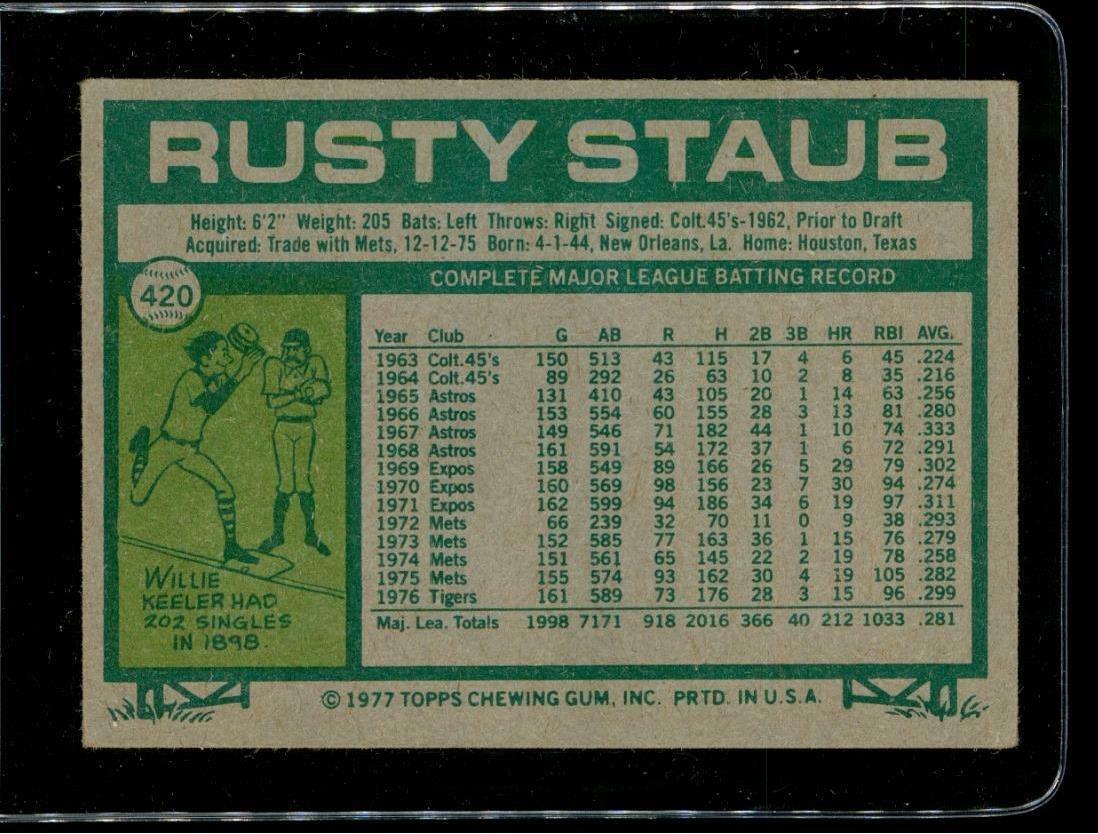 RUSTY STAUB
Height: 6'2" Weight: 205 Bats: Left Throws: Right Signed: Colt.45's-1962, Prior to Draft
Acquired: Trade with Mets, 12-12-75 Born: 4-1-44, New Orleans, La. Home: Houston, Texas
420
COMPLETE MAJOR LEAGUE BATTING RECORD
Year Club G AB R H 2B 3B HR RBI AVG.
1963 Colt.45's 150 513 43 115 17 4 6 45 .224
1964 Colt.45's 89 292 26 63 10 2 8 35 .216
1965 Astros 131 410 43 105 20 1 14 63 .256
1966 Astros 153 554 60 155 28 3 13 81 .280
1967 Astros 149 546 71 182 44 1 10 74 .333
1968 Astros 161 591 54 172 37 1 6 72 .291
1969 Expos 158 549 89 166 26 5 29 79 .302
1970 Expos 160 569 98 156 23 7 30 94 .274
1971 Expos 162 599 94 186 34 6 19 97 .311
1972 Mets 66 239 32 70 11 0 9 38 .293
1973 Mets 152 585 77 163 36 1 15 76 .279
1974 Mets 151 561 65 145 22 2 19 78 .258
1975 Mets 155 574 93 162 30 4 19 105 .282
1976 Tigers 161 589 73 176 28 3 15 96 .299
Maj. Lea. Totals 1998 7171 918 2016 366 40 212 1033 .281
WILLIE
KEELER HAD
202 SINGLES
IN 1898.
© 1977 TOPPS CHEWING GUM, INC. PRTD. IN U.S.A.